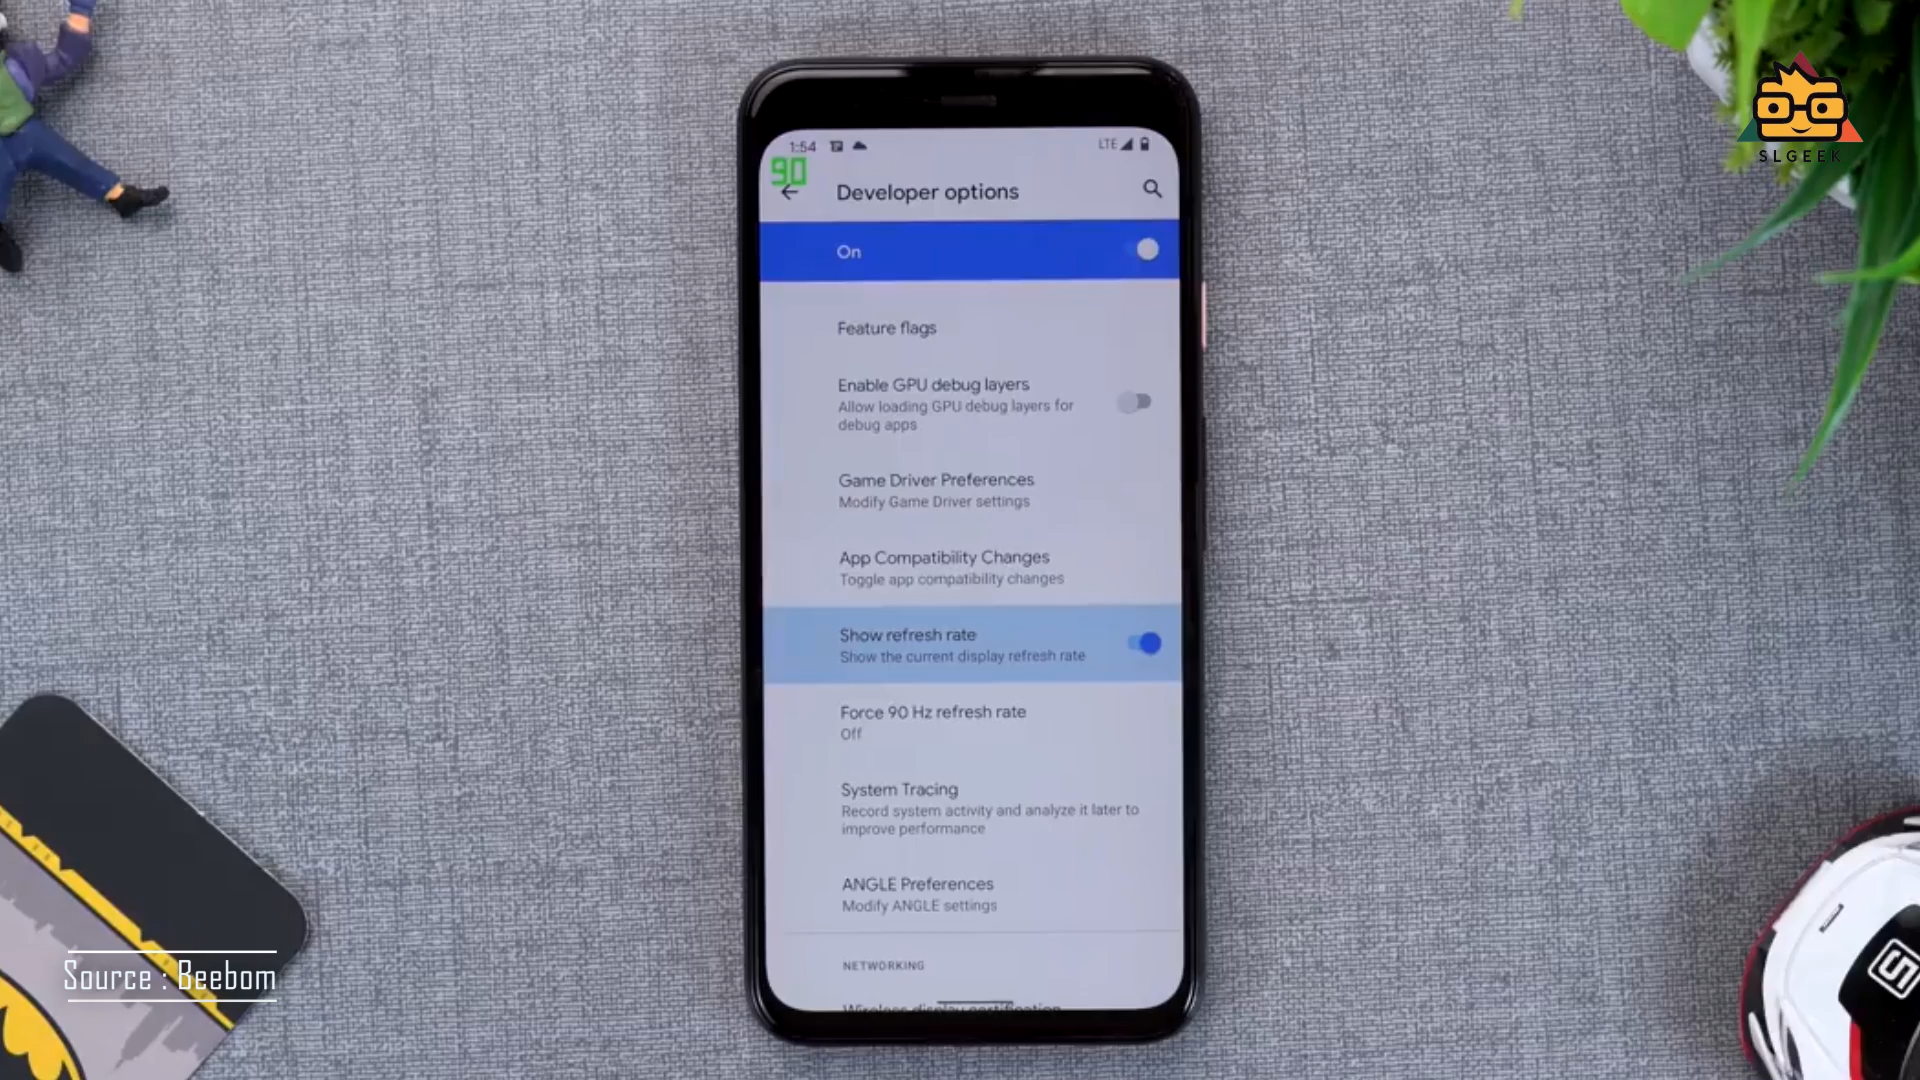 SLGEEK
1:54
LTE
90
Developer options
On
Feature flags
Enable GPU debug layers
Allow loading GPU debug layers for
debug apps
Game Driver Preferences
Modify Game Driver settings
App Compatibility Changes
Toggle app compatibility changes
Show refresh rate
Show the current display refresh rate
Force 90 Hz refresh rate
Off
System Tracing
Record system activity and analyze it later to
improve performance
ANGLE Preferences
Modify ANGLE settings
NETWORKING
Wireless display certification
Source : Beebom